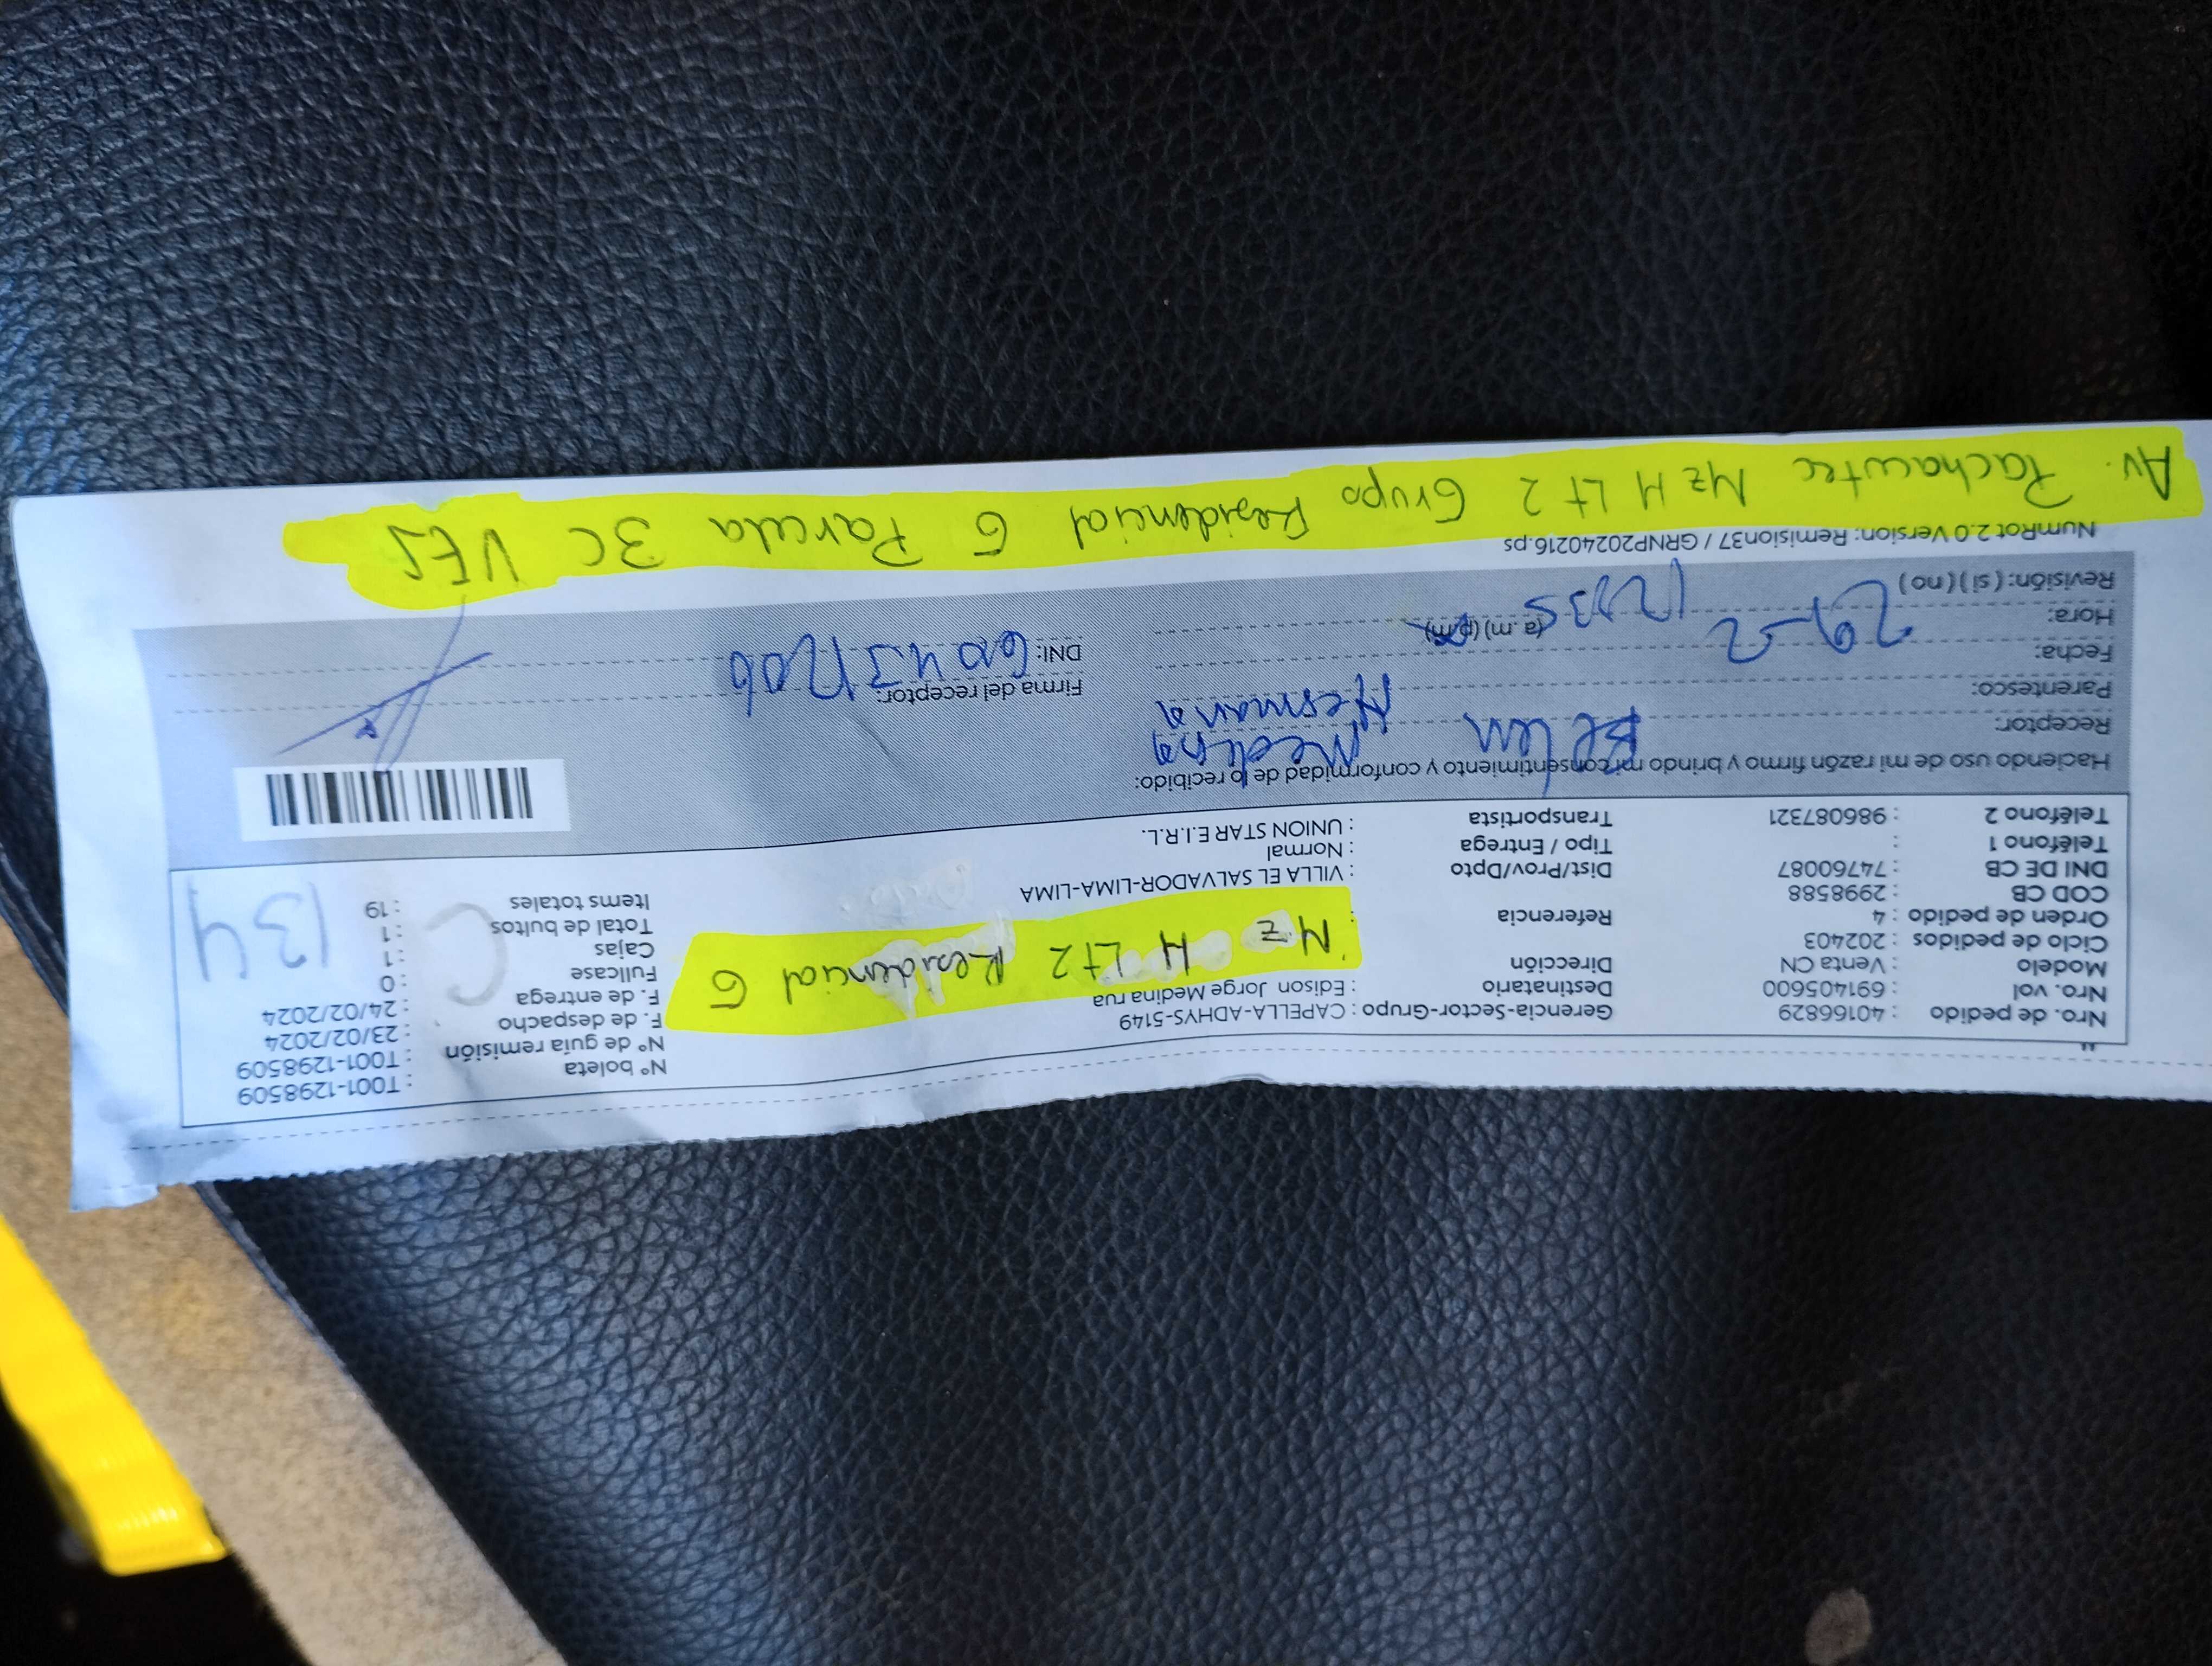 Nro. de pedido : 40166829
Nro. vol : 691405600
Modelo : Venta CN
Ciclo de pedidos : 202403
Orden de pedido : 4
COD CB : 2998588
DNI DE CB : 74760087
Teléfono 1 :
Teléfono 2 : 986087321
Gerencia-Sector-Grupo : CAPELLA-ADHYS-5149
Destinatario : Edison Jorge Medina rua
Dirección : Mz H Lt 2 Residencial 6
Referencia :
Dist/Prov/Dpto : VILLA EL SALVADOR-LIMA-LIMA
Tipo / Entrega : Normal
Transportista : UNION STAR E.I.R.L.
N° boleta : T001-1298509
N° de guía remisión : T001-1298509
F. de despacho : 23/02/2024
F. de entrega : 24/02/2024
Fullcase : 0
Cajas : 1
Total de bultos : 1
Items totales : 19
C 134
Haciendo uso de mi razón firmo y brindo mi consentimiento y conformidad de lo recibido:
Receptor: Belen Medina
Parentesco: Hermana
Fecha: 29-02
Hora: (a.m) (p.m)
Revisión: ( si ) ( no )
Firma del receptor:
DNI:
NumRot 2.0 Version: Remision37 / GRNP20240216.ps
Av. Pachacutec Mz H Lt 2 Grupo Residencial 6 Parcela 3C VES